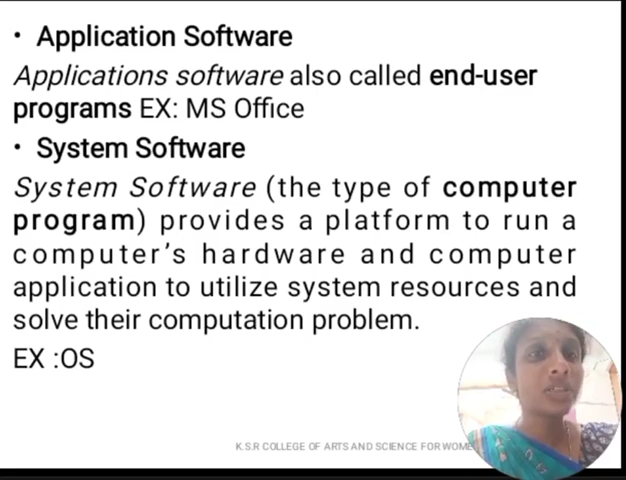 • Application Software
Applications software also called end-user
programs EX: MS Office
• System Software
System Software (the type of computer
program) provides a platform to run a
computer’s hardware and computer
application to utilize system resources and
solve their computation problem.
EX :OS
K.S.R COLLEGE OF ARTS AND SCIENCE FOR